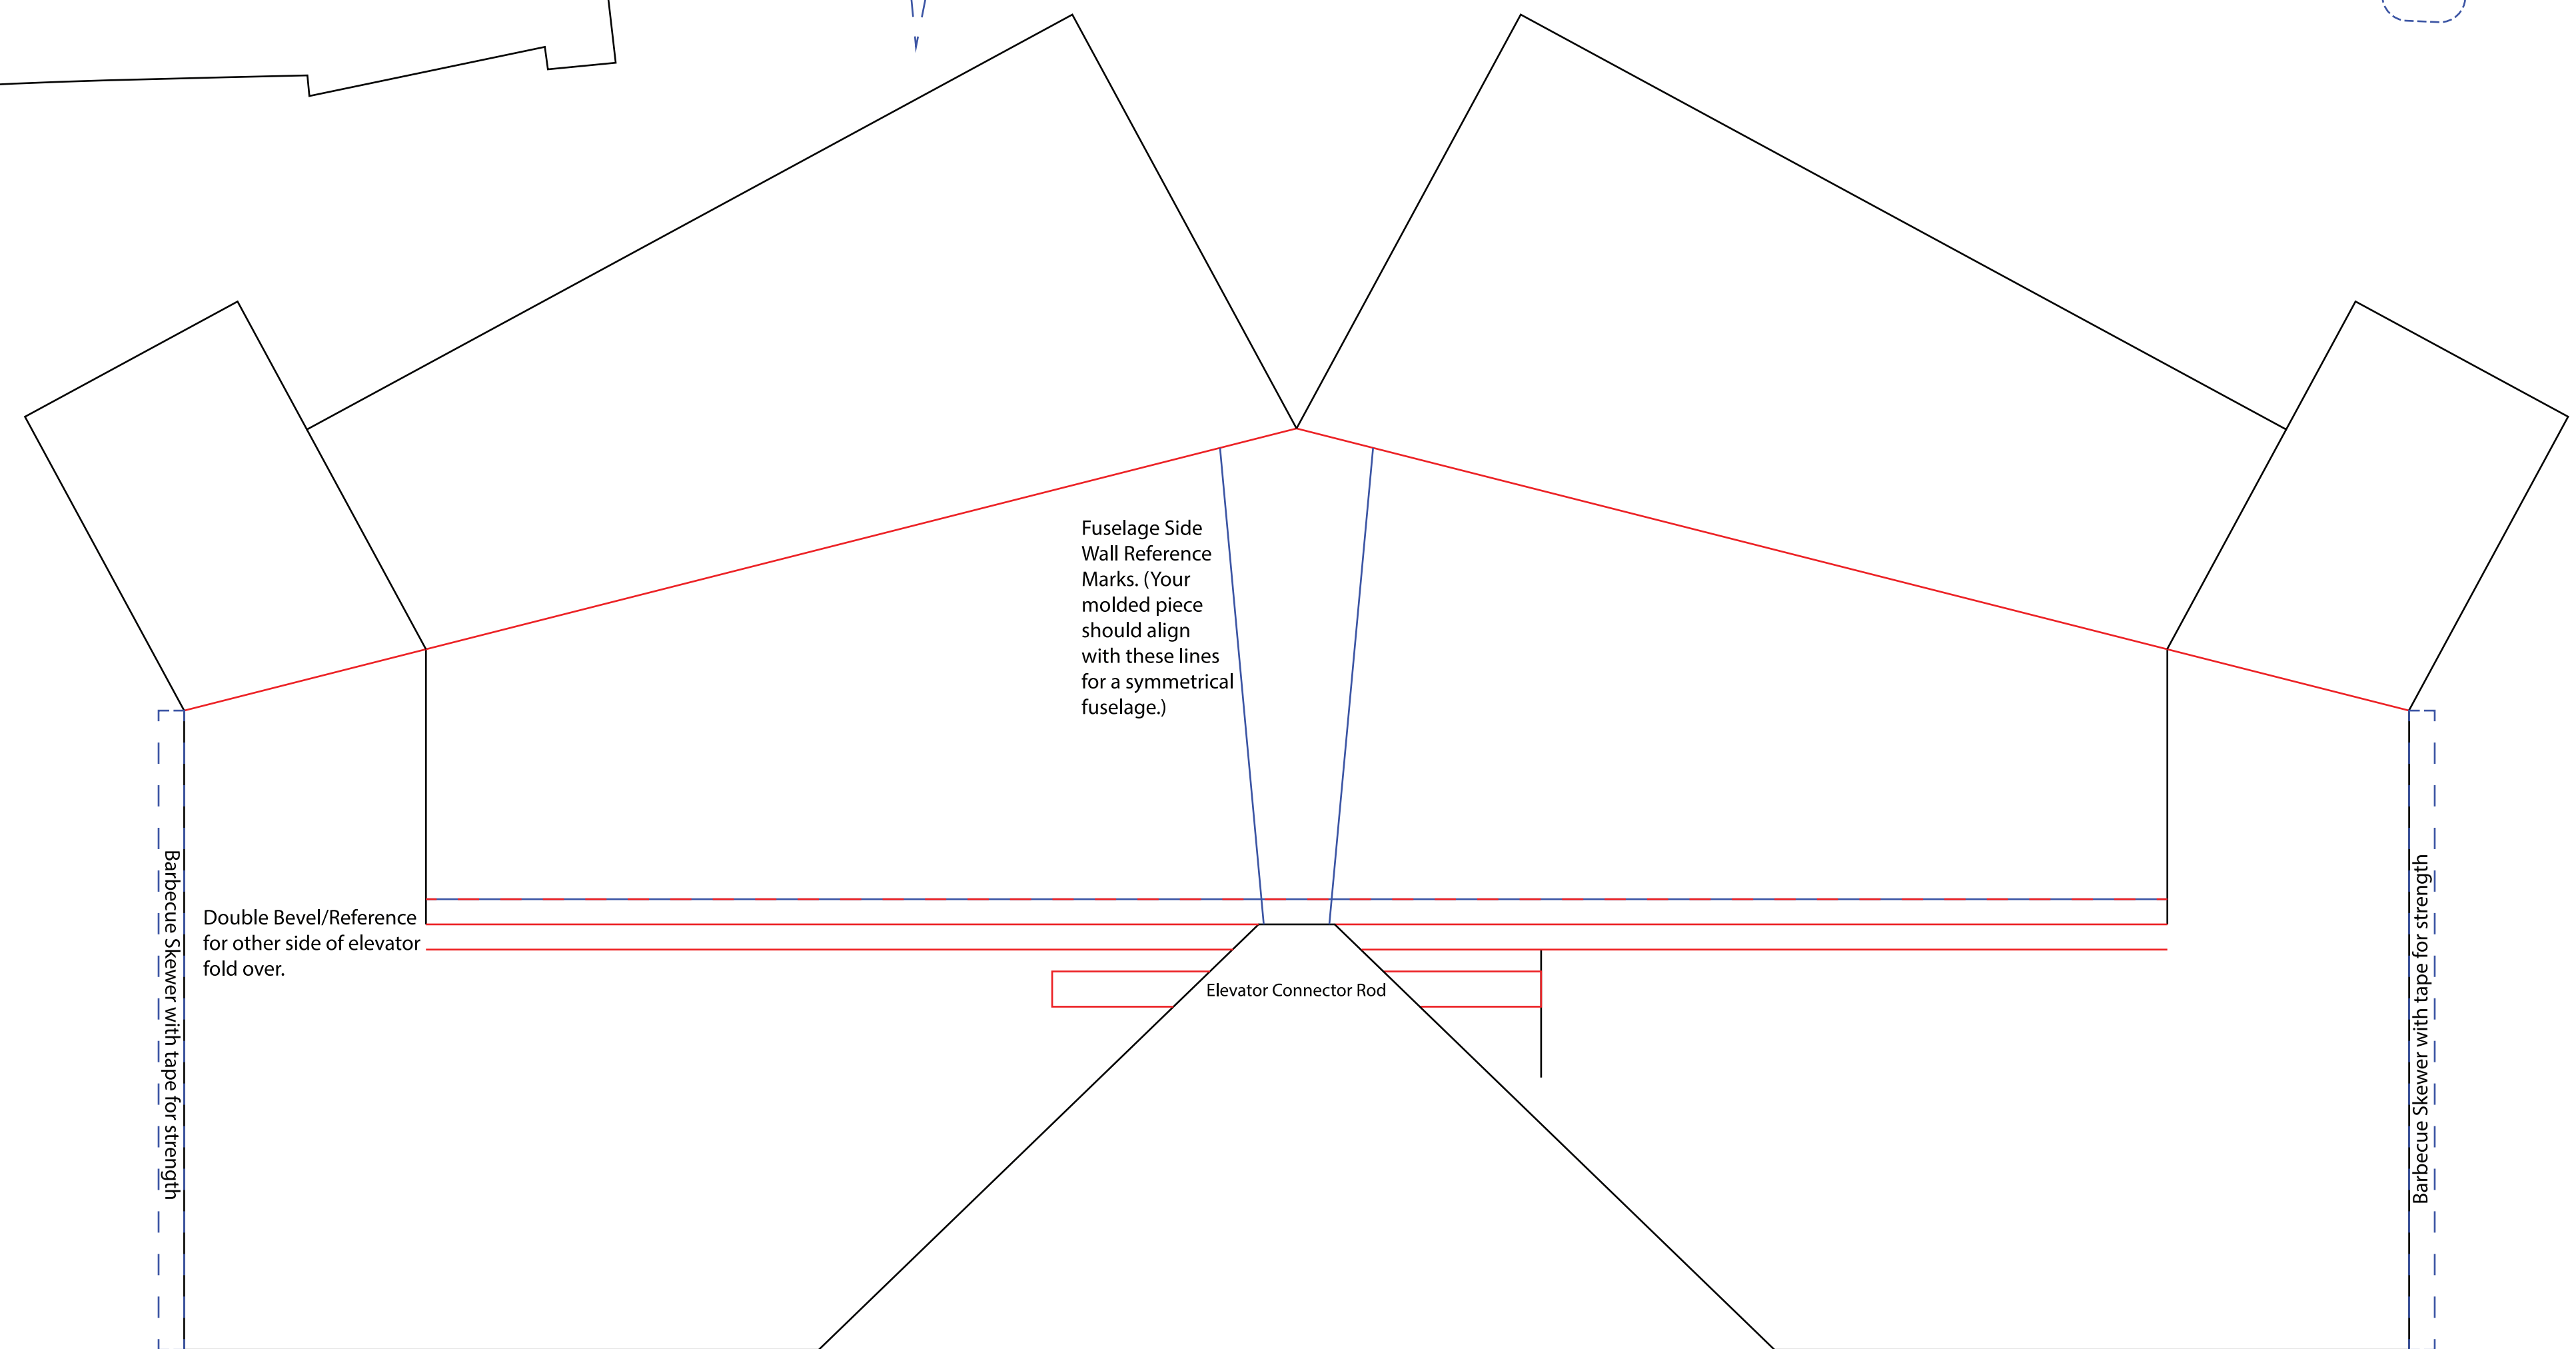 Fuselage Side
Wall Reference
Marks. (Your
molded piece
should align
with these lines
for a symmetrical
fuselage.)
Barbecue Skewer with tape for strength
Double Bevel/Reference
for other side of elevator
fold over.
Elevator Connector Rod
Barbecue Skewer with tape for strength